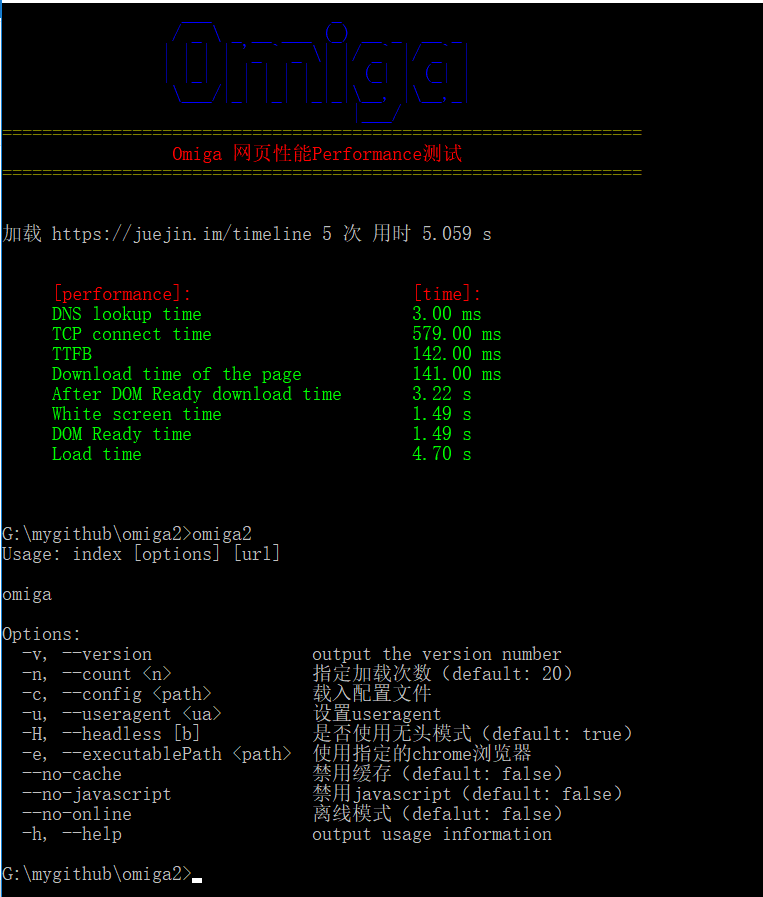 Omiga
============================================================
Omiga 网页性能Performance测试
============================================================
加载 https://juejin.im/timeline 5 次 用时 5.059 s
[performance]: [time]:
DNS lookup time 3.00 ms
TCP connect time 579.00 ms
TTFB 142.00 ms
Download time of the page 141.00 ms
After DOM Ready download time 3.22 s
White screen time 1.49 s
DOM Ready time 1.49 s
Load time 4.70 s
G:\mygithub\omiga2>omiga2
Usage: index [options] [url]
omiga
Options:
-v, --version output the version number
-n, --count <n> 指定加载次数（default: 20）
-c, --config <path> 载入配置文件
-u, --useragent <ua> 设置useragent
-H, --headless [b] 是否使用无头模式（default: true）
-e, --executablePath <path> 使用指定的chrome浏览器
--no-cache 禁用缓存（default: false）
--no-javascript 禁用javascript（default: false）
--no-online 离线模式（defalut: false）
-h, --help output usage information
G:\mygithub\omiga2>